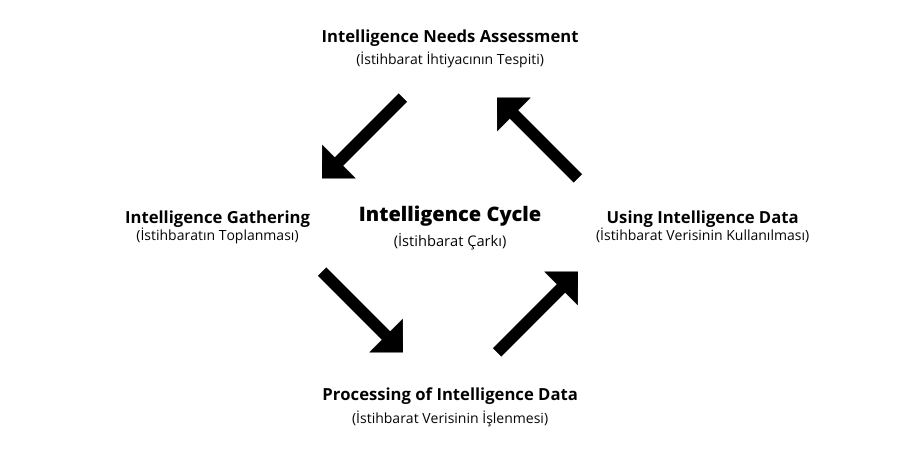 Intelligence Needs Assessment
(İstihbarat İhtiyacının Tespiti)
Intelligence Gathering
(İstihbaratın Toplanması)
Intelligence Cycle
(İstihbarat Çarkı)
Using Intelligence Data
(İstihbarat Verisinin Kullanılması)
Processing of Intelligence Data
(İstihbarat Verisinin İşlenmesi)